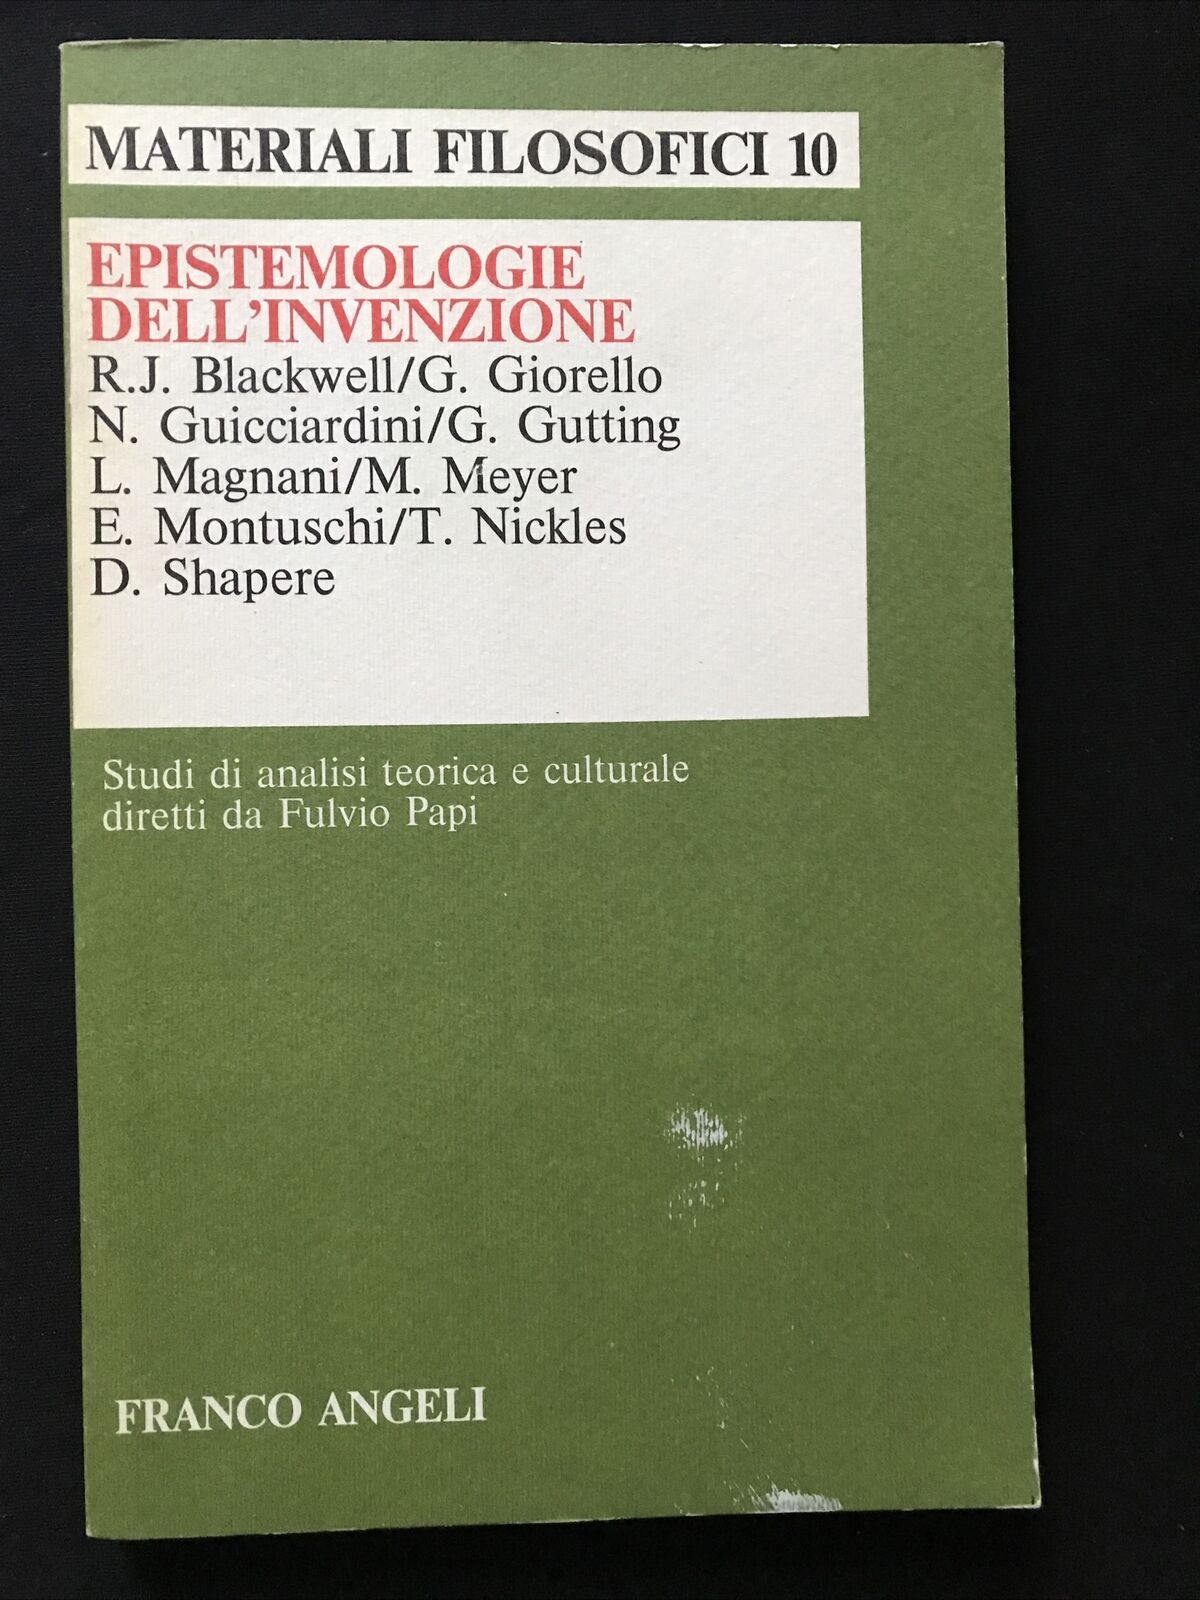 MATERIALI FILOSOFICI 10
EPISTEMOLOGIE
DELL'INVENZIONE
R.J. Blackwell/G. Giorello
N. Guicciardini/G. Gutting
L. Magnani/M. Meyer
E. Montuschi/T. Nickles
D. Shapere
Studi di analisi teorica e culturale
diretti da Fulvio Papi
FRANCO ANGELI